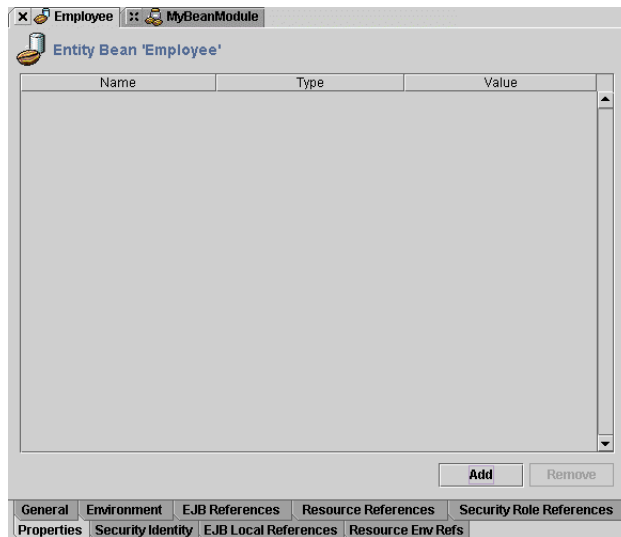 Employee MyBeanModule
Entity Bean 'Employee'
Name Type Value
Add Remove
General Environment EJB References Resource References Security Role References
Properties Security Identity EJB Local References Resource Env Refs